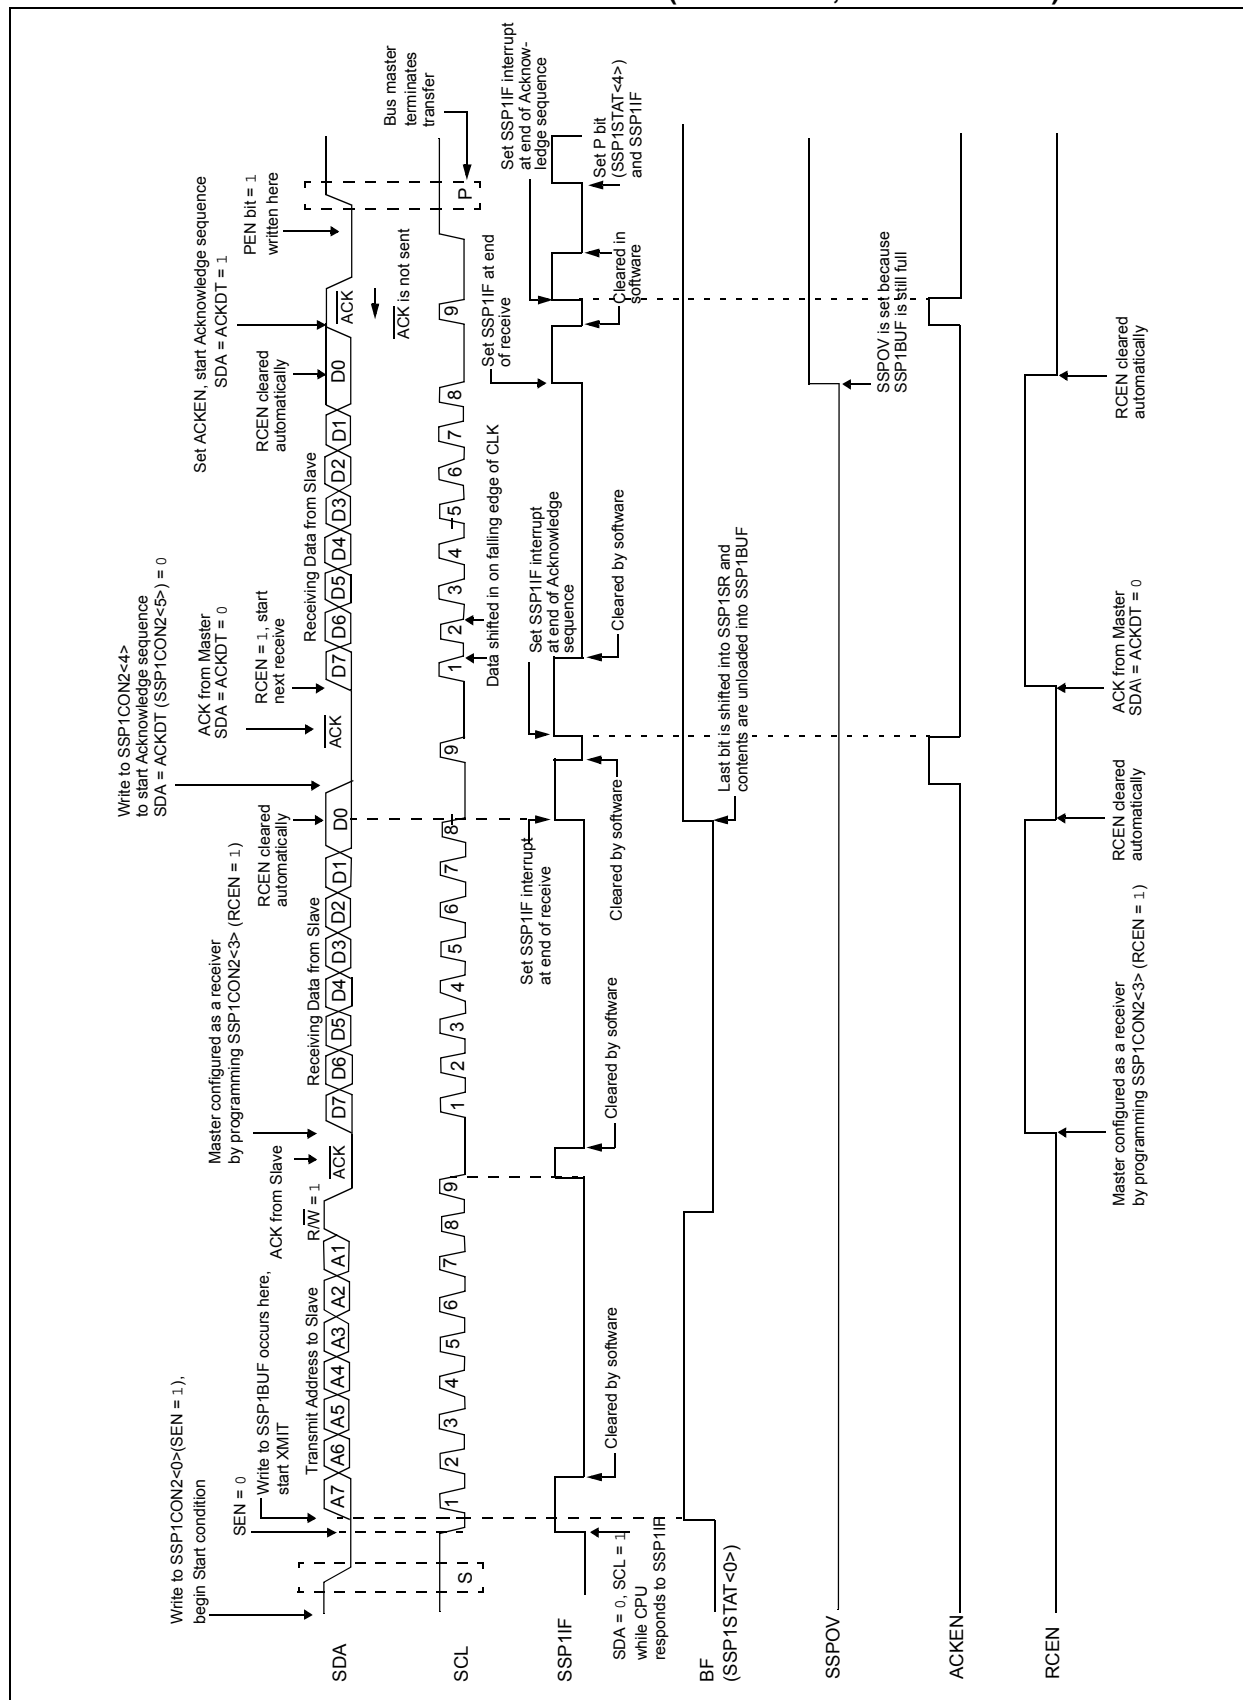 Write to SSP1CON2<0>(SEN = 1),
begin Start condition
SEN = 0
Write to SSP1BUF occurs here,
start XMIT
ACK from Slave
Master configured as a receiver
by programming SSP1CON2<3> (RCEN = 1)
RCEN cleared
automatically
Write to SSP1CON2<4>
to start Acknowledge sequence
SDA = ACKDT (SSP1CON2<5>) = 0
ACK from Master
SDA = ACKDT = 0
RCEN = 1, start
next receive
RCEN cleared
automatically
Set ACKEN, start Acknowledge sequence
SDA = ACKDT = 1
PEN bit = 1
written here
Transmit Address to Slave
R/W = 1
Receiving Data from Slave
Receiving Data from Slave
SDA
A7 A6 A5 A4 A3 A2 A1
ACK
D7 D6 D5 D4 D3 D2 D1 D0
ACK
D7 D6 D5 D4 D3 D2 D1 D0
ACK
ACK is not sent
Bus master
terminates
transfer
SCL
S
1 2 3 4 5 6 7 8 9
1 2 3 4 5 6 7 8 9
1 2 3 4 5 6 7 8 9
P
Data shifted in on falling edge of CLK
Set SSP1IF interrupt
at end of receive
Set SSP1IF interrupt
at end of Acknowledge
sequence
Set SSP1IF at end
of receive
Set SSP1IF interrupt
at end of Acknow-
ledge sequence
SSP1IF
SDA = 0, SCL = 1
while CPU
responds to SSP1IF
Cleared by software
Cleared by software
Cleared by software
Cleared by software
Cleared in
software
Set P bit
(SSP1STAT<4>)
and SSP1IF
BF
(SSP1STAT<0>)
Last bit is shifted into SSP1SR and
contents are unloaded into SSP1BUF
SSPOV
SSPOV is set because
SSP1BUF is still full
ACKEN
RCEN
Master configured as a receiver
by programming SSP1CON2<3> (RCEN = 1)
RCEN cleared
automatically
ACK from Master
SDA\ = ACKDT = 0
RCEN cleared
automatically